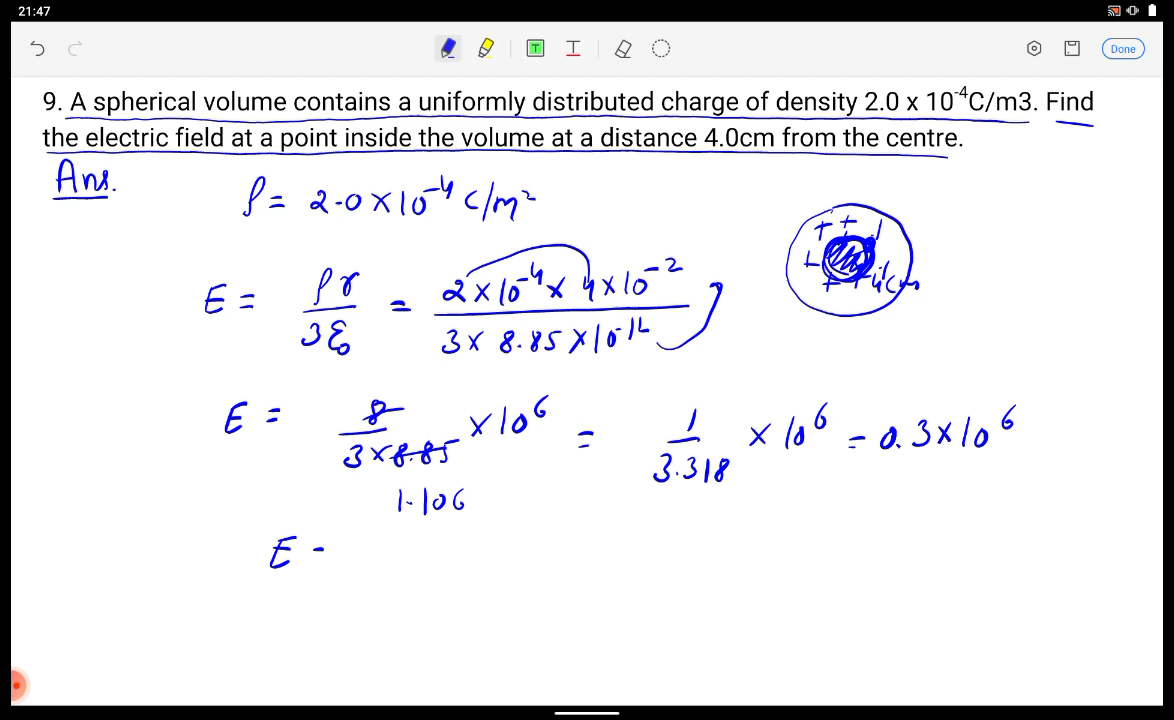 21:47
Done
9. A spherical volume contains a uniformly distributed charge of density 2.0 x 10⁻⁴C/m3. Find
the electric field at a point inside the volume at a distance 4.0cm from the centre.
Ans.
ρ = 2.0 × 10⁻⁴ C/m²
+ + +
+ + + 4cm
E = ρr / 3ε₀ = 2 × 10⁻⁴ × 4 × 10⁻² / 3 × 8.85 × 10⁻¹²
E = 8 / 3 × 8.85 × 10⁶ = 1 / 3.318 × 10⁶ = 0.3 × 10⁶
1.106
E =